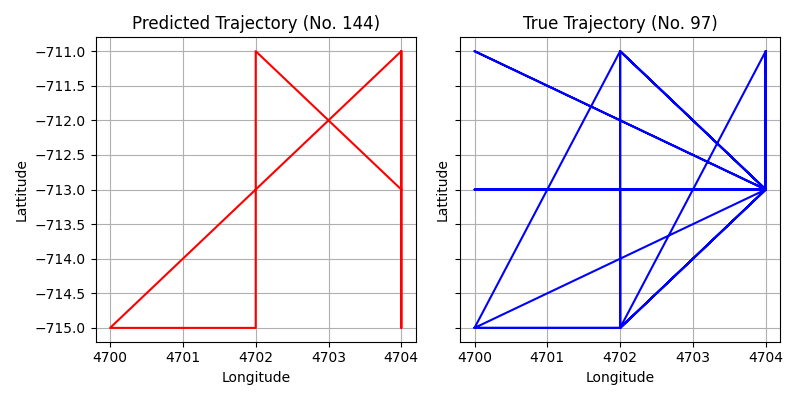 Predicted Trajectory (No. 144)
−711.0
−711.5
−712.0
−712.5
−713.0
−713.5
−714.0
−714.5
−715.0
Lattitude
4700 4701 4702 4703 4704
Longitude
True Trajectory (No. 97)
Lattitude
4700 4701 4702 4703 4704
Longitude